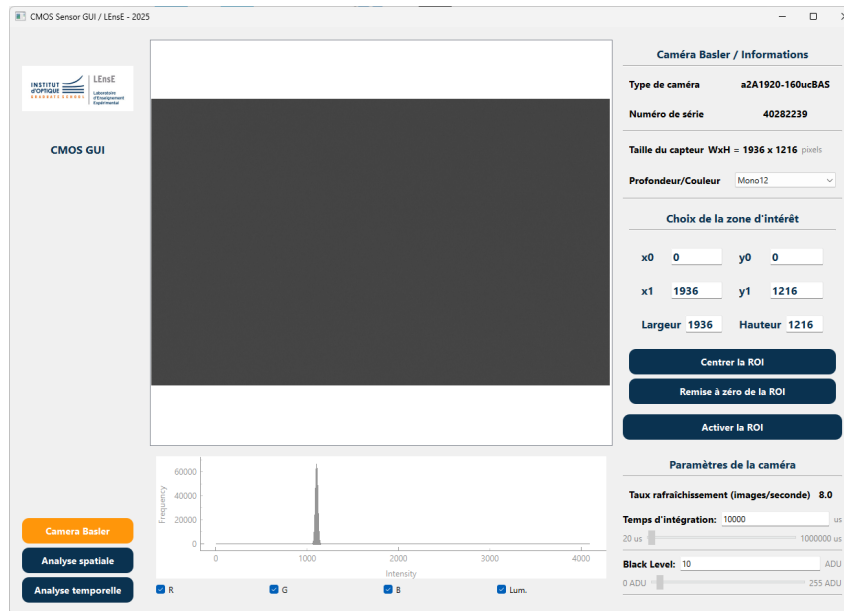 CMOS Sensor GUI / LEnsE - 2025
INSTITUT
d'OPTIQUE
GRADUATE SCHOOL
LEnsE
Laboratoire
d'Enseignement
Expérimental
CMOS GUI
Camera Basler
Analyse spatiale
Analyse temporelle
60000
40000
20000
0
Frequency
0 1000 2000 3000 4000
Intensity
R G B Lum.
Caméra Basler / Informations
Type de caméra a2A1920-160ucBAS
Numéro de série 40282239
Taille du capteur WxH = 1936 x 1216 pixels
Profondeur/Couleur Mono12
Choix de la zone d'intérêt
x0 0 y0 0
x1 1936 y1 1216
Largeur 1936 Hauteur 1216
Centrer la ROI
Remise à zéro de la ROI
Activer la ROI
Paramètres de la caméra
Taux rafraichissement (images/seconde) 8.0
Temps d'intégration: 10000 us
20 us 1000000 us
Black Level: 10 ADU
0 ADU 255 ADU